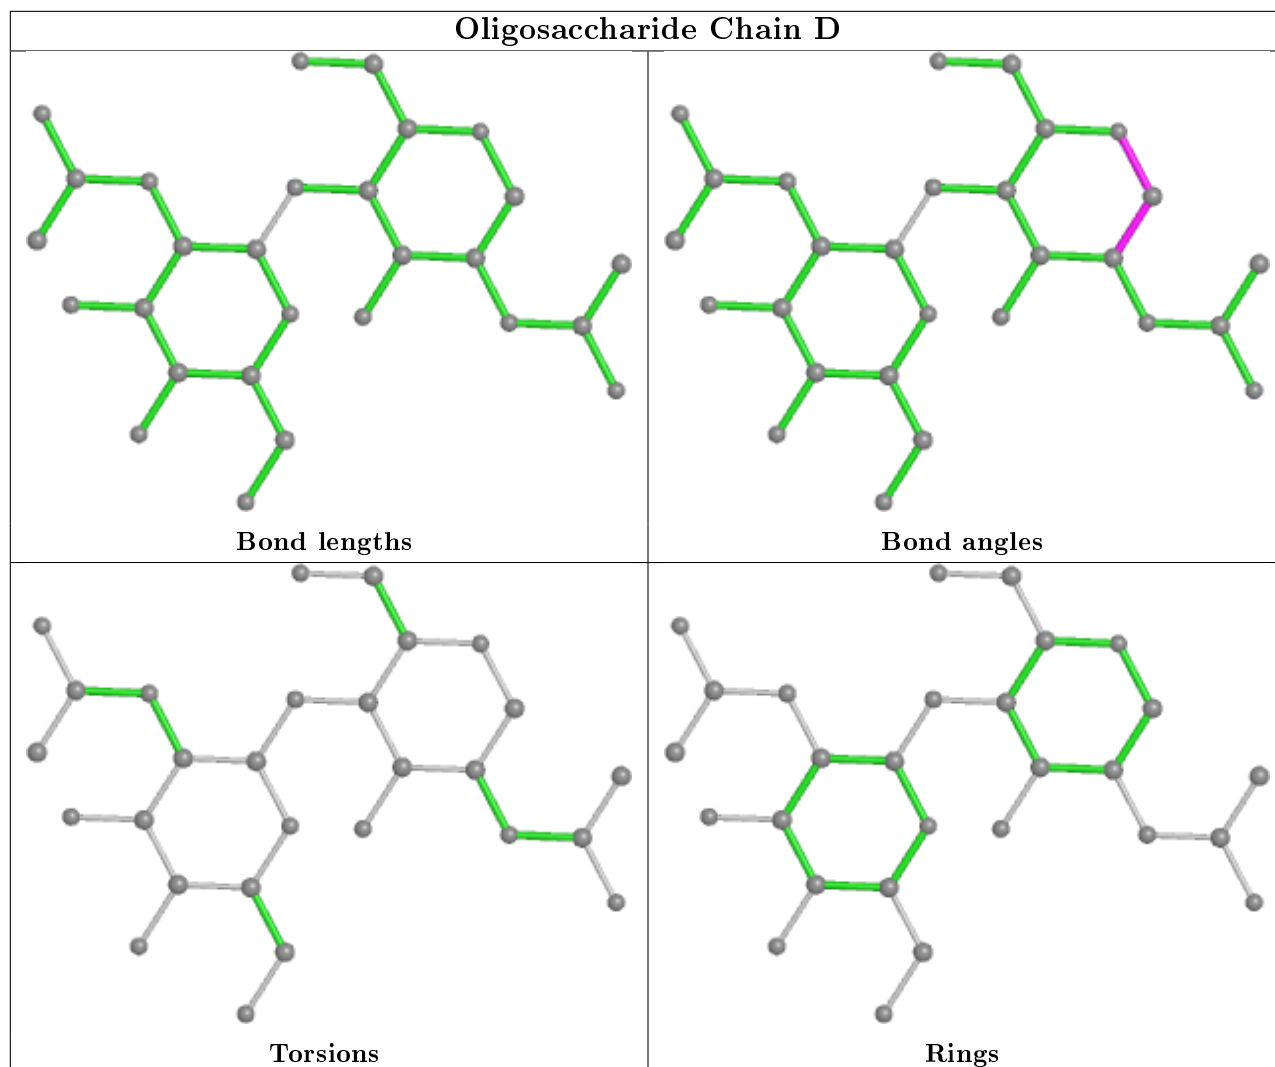 Oligosaccharide Chain D
Bond lengths
Bond angles
Torsions
Rings